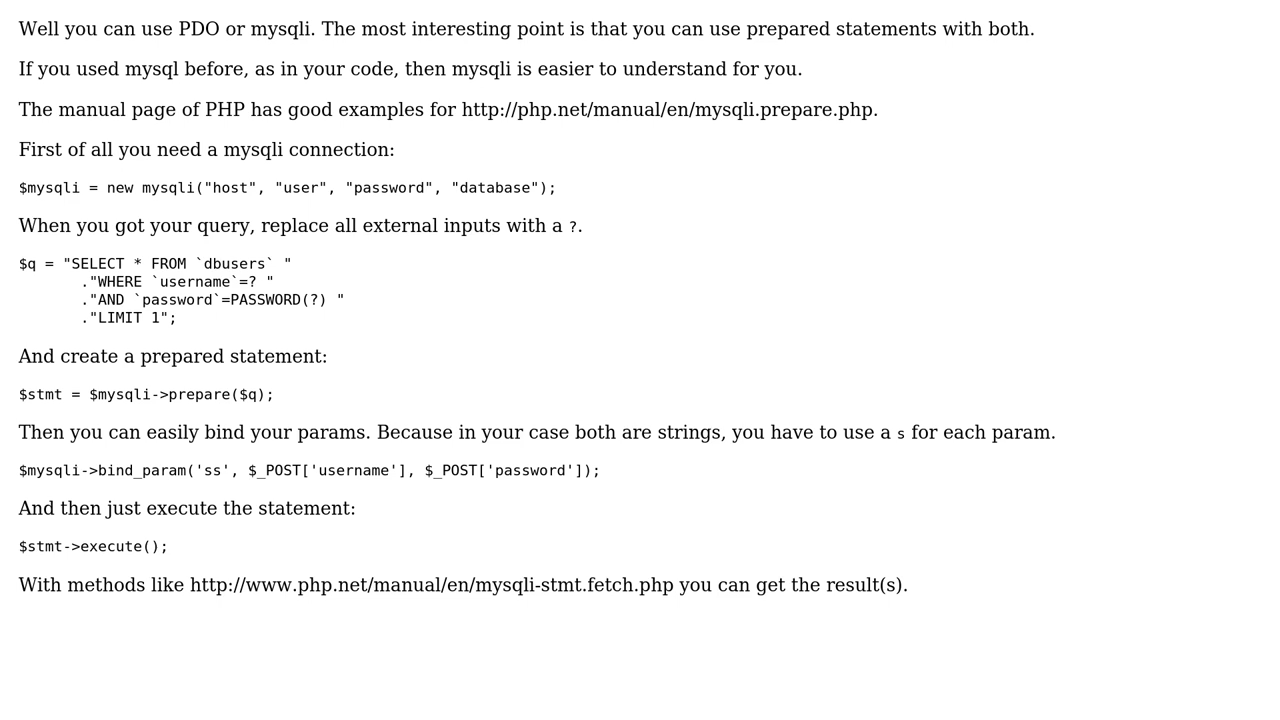 Well you can use PDO or mysqli. The most interesting point is that you can use prepared statements with both.
If you used mysql before, as in your code, then mysqli is easier to understand for you.
The manual page of PHP has good examples for http://php.net/manual/en/mysqli.prepare.php.
First of all you need a mysqli connection:
$mysqli = new mysqli("host", "user", "password", "database");
When you got your query, replace all external inputs with a ?.
$q = "SELECT * FROM `dbusers` "
       ."WHERE `username`=? "
       ."AND `password`=PASSWORD(?) "
       ."LIMIT 1";
And create a prepared statement:
$stmt = $mysqli->prepare($q);
Then you can easily bind your params. Because in your case both are strings, you have to use a s for each param.
$mysqli->bind_param('ss', $_POST['username'], $_POST['password']);
And then just execute the statement:
$stmt->execute();
With methods like http://www.php.net/manual/en/mysqli-stmt.fetch.php you can get the result(s).